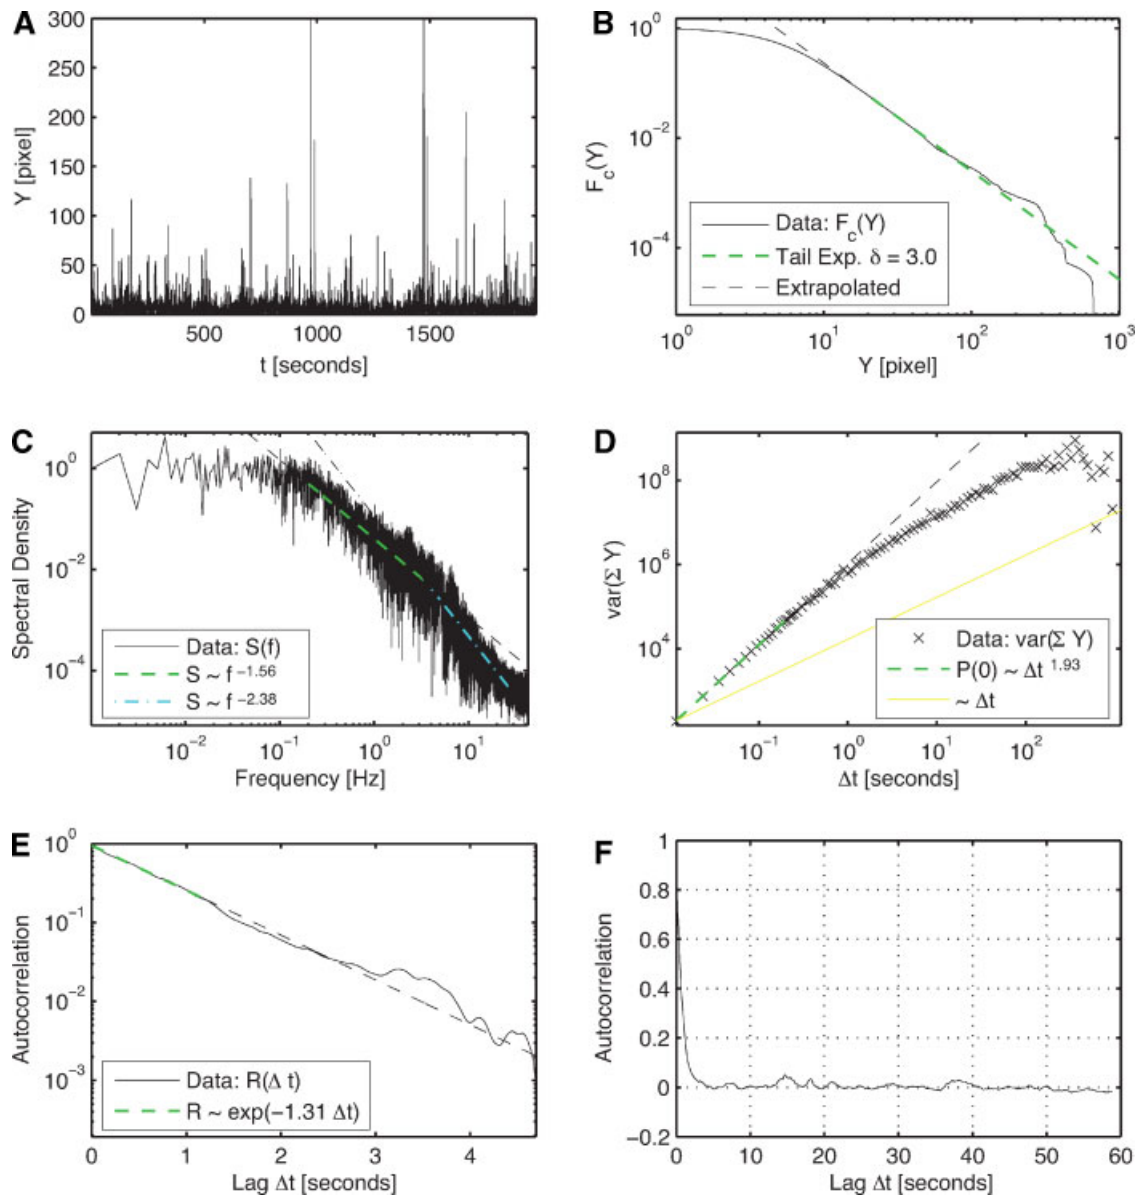 A
300
250
200
150
100
50
0
Y [pixel]
500
1000
1500
t [seconds]
B
10^0
10^-2
10^-4
F_c(Y)
Data: F_c(Y)
Tail Exp. δ = 3.0
Extrapolated
10^0
10^1
10^2
10^3
Y [pixel]
C
10^0
10^-2
10^-4
Spectral Density
Data: S(f)
S ~ f^-1.56
S ~ f^-2.38
10^-2
10^-1
10^0
10^1
Frequency [Hz]
D
10^8
10^6
10^4
var(Σ Y)
Data: var(Σ Y)
P(0) ~ Δt^1.93
~ Δt
10^-1
10^0
10^1
10^2
Δt [seconds]
E
10^0
10^-1
10^-2
10^-3
Autocorrelation
Data: R(Δ t)
R ~ exp(−1.31 Δt)
0
1
2
3
4
Lag Δt [seconds]
F
1
0.8
0.6
0.4
0.2
0
−0.2
Autocorrelation
0
10
20
30
40
50
60
Lag Δt [seconds]